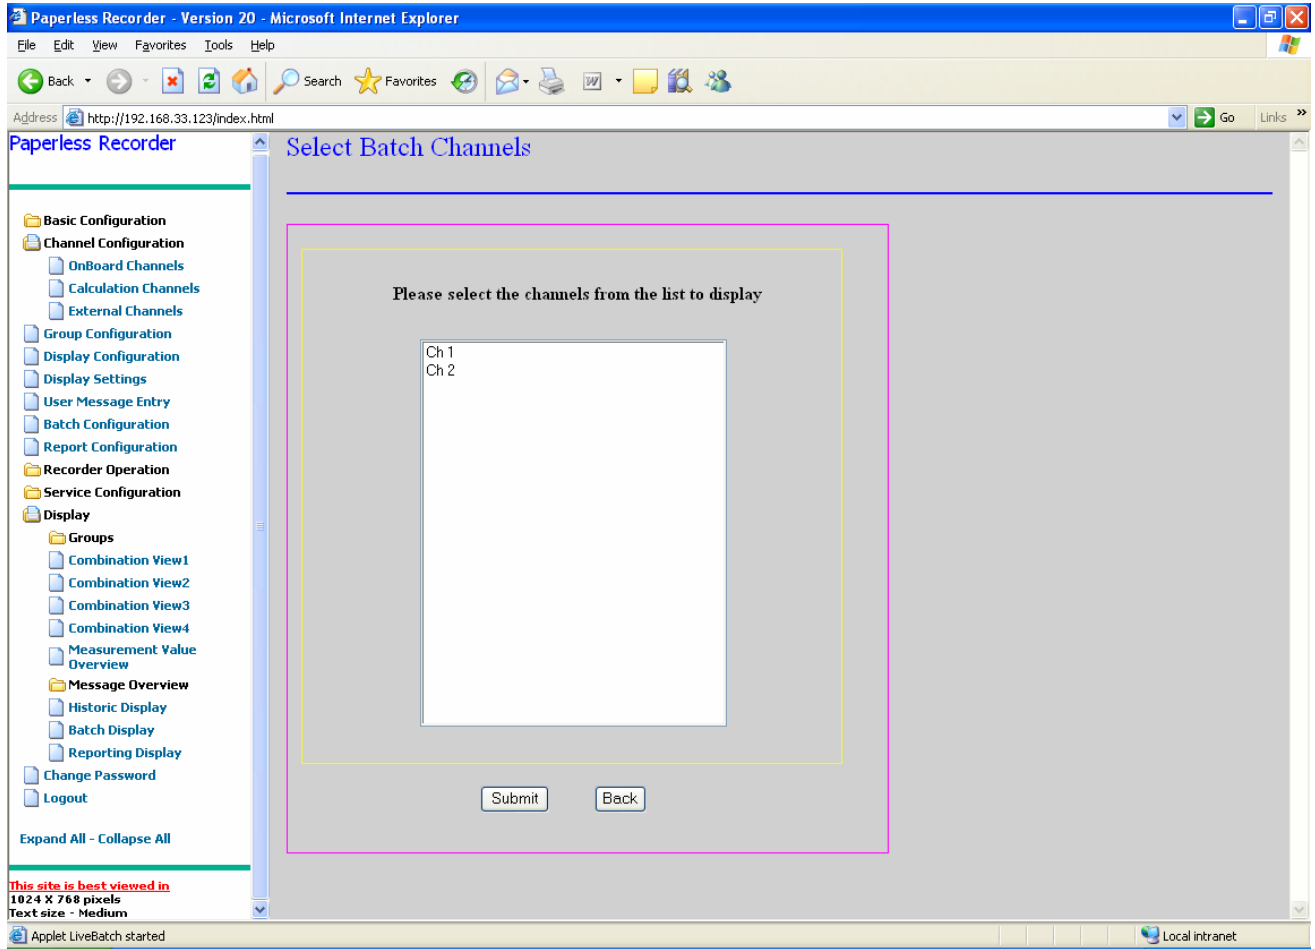 Paperless Recorder - Version 20 - Microsoft Internet Explorer
File Edit View Favorites Tools Help
Back Search Favorites
Address http://192.168.33.123/index.html Go Links »
Paperless Recorder
Basic Configuration
Channel Configuration
OnBoard Channels
Calculation Channels
External Channels
Group Configuration
Display Configuration
Display Settings
User Message Entry
Batch Configuration
Report Configuration
Recorder Operation
Service Configuration
Display
Groups
Combination View1
Combination View2
Combination View3
Combination View4
Measurement Value
Overview
Message Overview
Historic Display
Batch Display
Reporting Display
Change Password
Logout
Expand All - Collapse All
This site is best viewed in
1024 X 768 pixels
Text size - Medium
Select Batch Channels
Please select the channels from the list to display
Ch 1
Ch 2
Submit Back
Applet LiveBatch started Local intranet